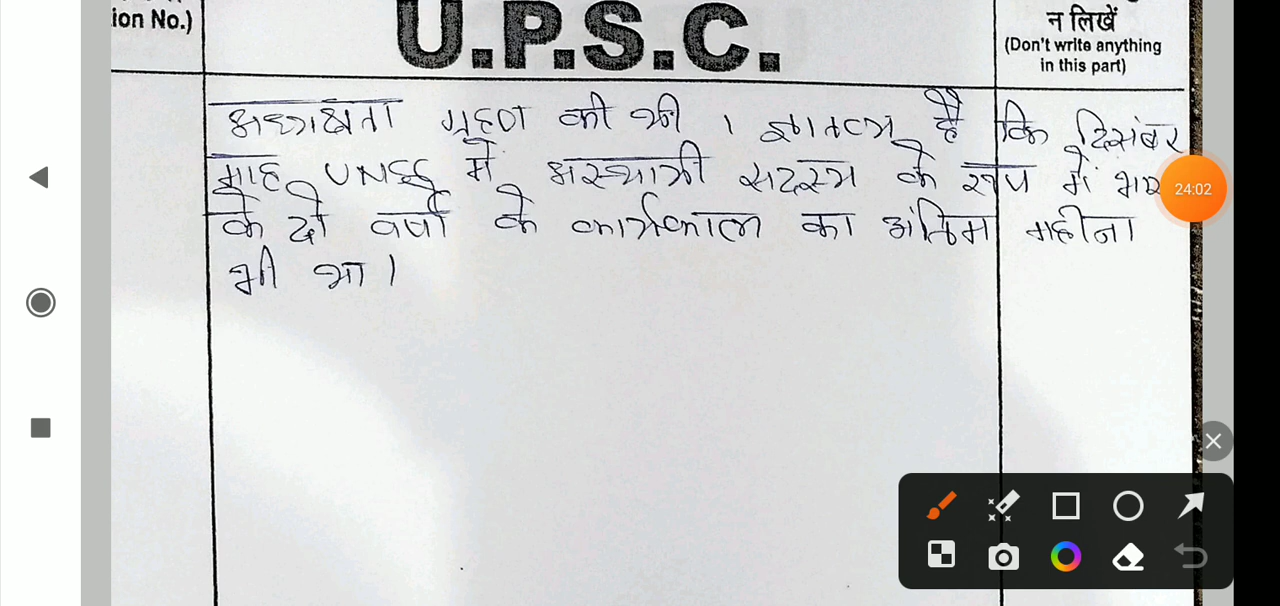 ion No.)
U.P.S.C.
न लिखें
(Don't write anything
in this part)
अध्यक्षता ग्रहण की थी । ज्ञातव्य है कि दिसंबर
माह UNSC में अस्थायी सदस्य के रूप में
24:02
के दो वर्षो के कार्यकाल का अंतिम महीना
भी था ।